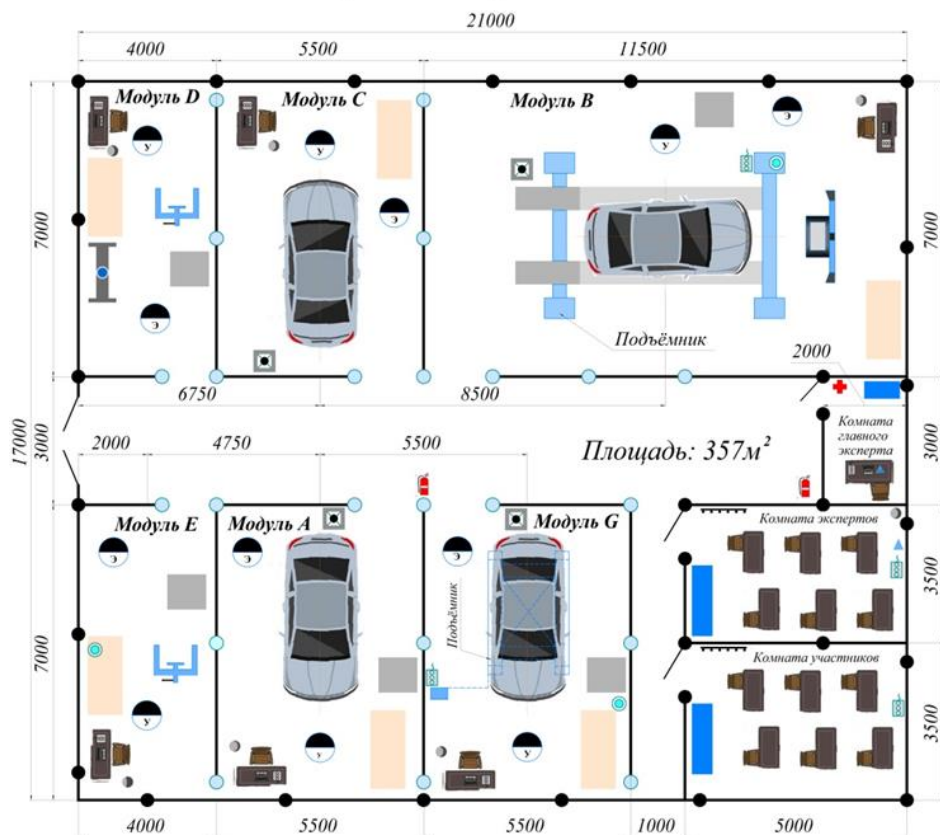 21000
4000
5500
11500
Модуль D
Модуль C
Модуль B
У
У
У
Э
Э
Э
7000
7000
Подъёмник
2000
6750
8500
17000
3000
3000
2000
4750
5500
Площадь: 357м²
Комната
главного
эксперта
Модуль E
Модуль A
Модуль G
Комната экспертов
Э
Э
Э
Подъёмник
3500
7000
Комната участников
У
У
У
3500
4000
5500
5500
1000
5000